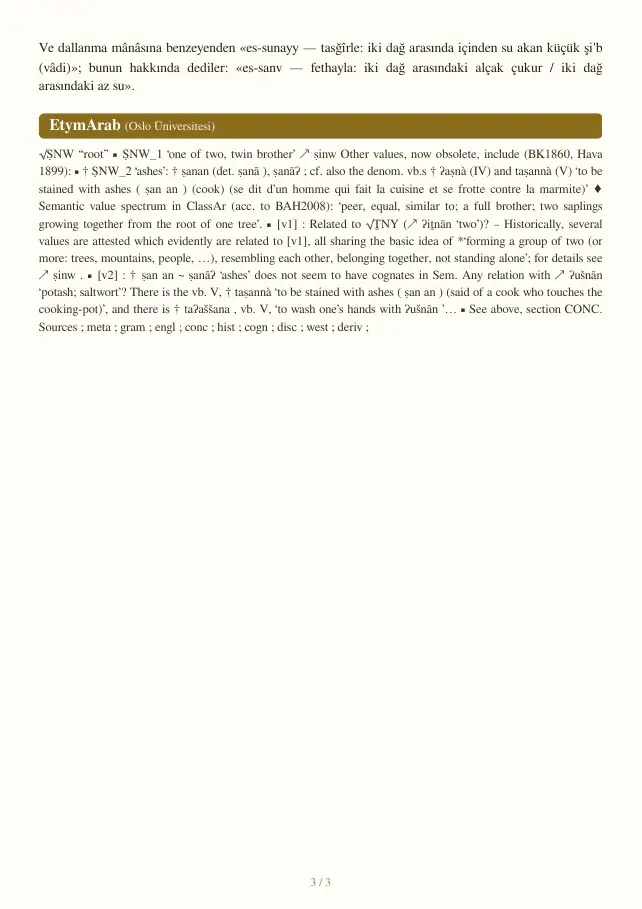 Ve dallanma mânâsına benzeyenden «es-sunayy — tasğîrle: iki dağ arasında içinden su akan küçük şi'b
(vâdi)»; bunun hakkında dediler: «es-sanv — fethayla: iki dağ arasındaki alçak çukur / iki dağ
arasındaki az su».
EtymArab (Oslo Üniversitesi)
√ṢNW “root” ▪ ṢNW_1 ‘one of two, twin brother’ ↗ ṣinw Other values, now obsolete, include (BK1860, Hava
1899): ▪ † ṢNW_2 ‘ashes’: † ṣanan (det. ṣanā ), ṣanāʔ ; cf. also the denom. vb.s † ʔaṣnà (IV) and taṣannà (V) ‘to be
stained with ashes ( ṣan an ) (cook) (se dit d’un homme qui fait la cuisine et se frotte contre la marmite)’ ♦
Semantic value spectrum in ClassAr (acc. to BAH2008): ‘peer, equal, similar to; a full brother; two saplings
growing together from the root of one tree’. ▪ [v1] : Related to √ṮNY (↗ ʔiṯnān ‘two’)? – Historically, several
values are attested which evidently are related to [v1], all sharing the basic idea of *‘forming a group of two (or
more: trees, mountains, people, …), resembling each other, belonging together, not standing alone’; for details see
↗ ṣinw . ▪ [v2] : † ṣan an ~ ṣanāʔ ‘ashes’ does not seem to have cognates in Sem. Any relation with ↗ ʔušnān
‘potash; saltwort’? There is the vb. V, † taṣannà ‘to be stained with ashes ( ṣan an ) (said of a cook who touches the
cooking-pot)’, and there is † taʔaššana , vb. V, ‘to wash one’s hands with ʔušnān ’… ▪ See above, section CONC.
Sources ; meta ; gram ; engl ; conc ; hist ; cogn ; disc ; west ; deriv ;
3 / 3